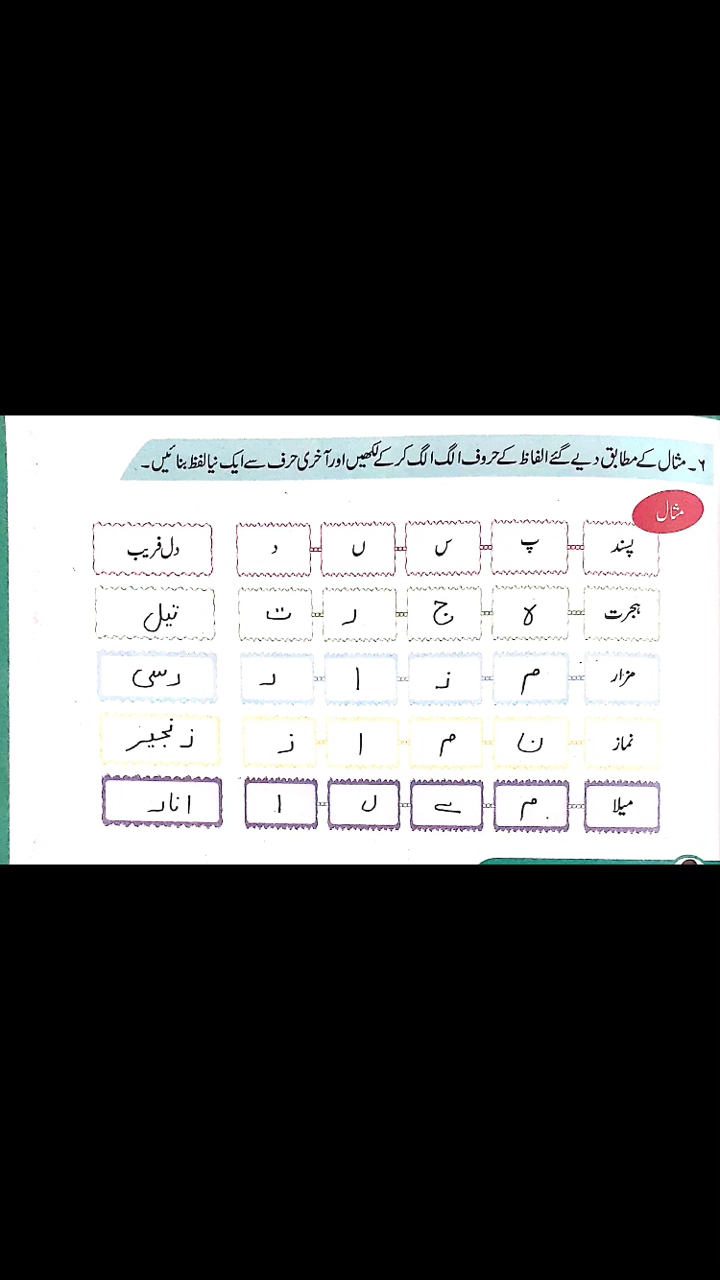 ۶۔ مثال کے مطابق دیے گئے الفاظ کے حروف الگ الگ کر کے لکھیں اور آخری حرف سے ایک نیا لفظ بنائیں۔
مثال
پسند پ س ں د دل فریب
ہجرت ہ ج ر ت تیل
مزار م ز ا ر رسی
نماز ن م ا ز زنجیر
میلا م ے ل ا انار